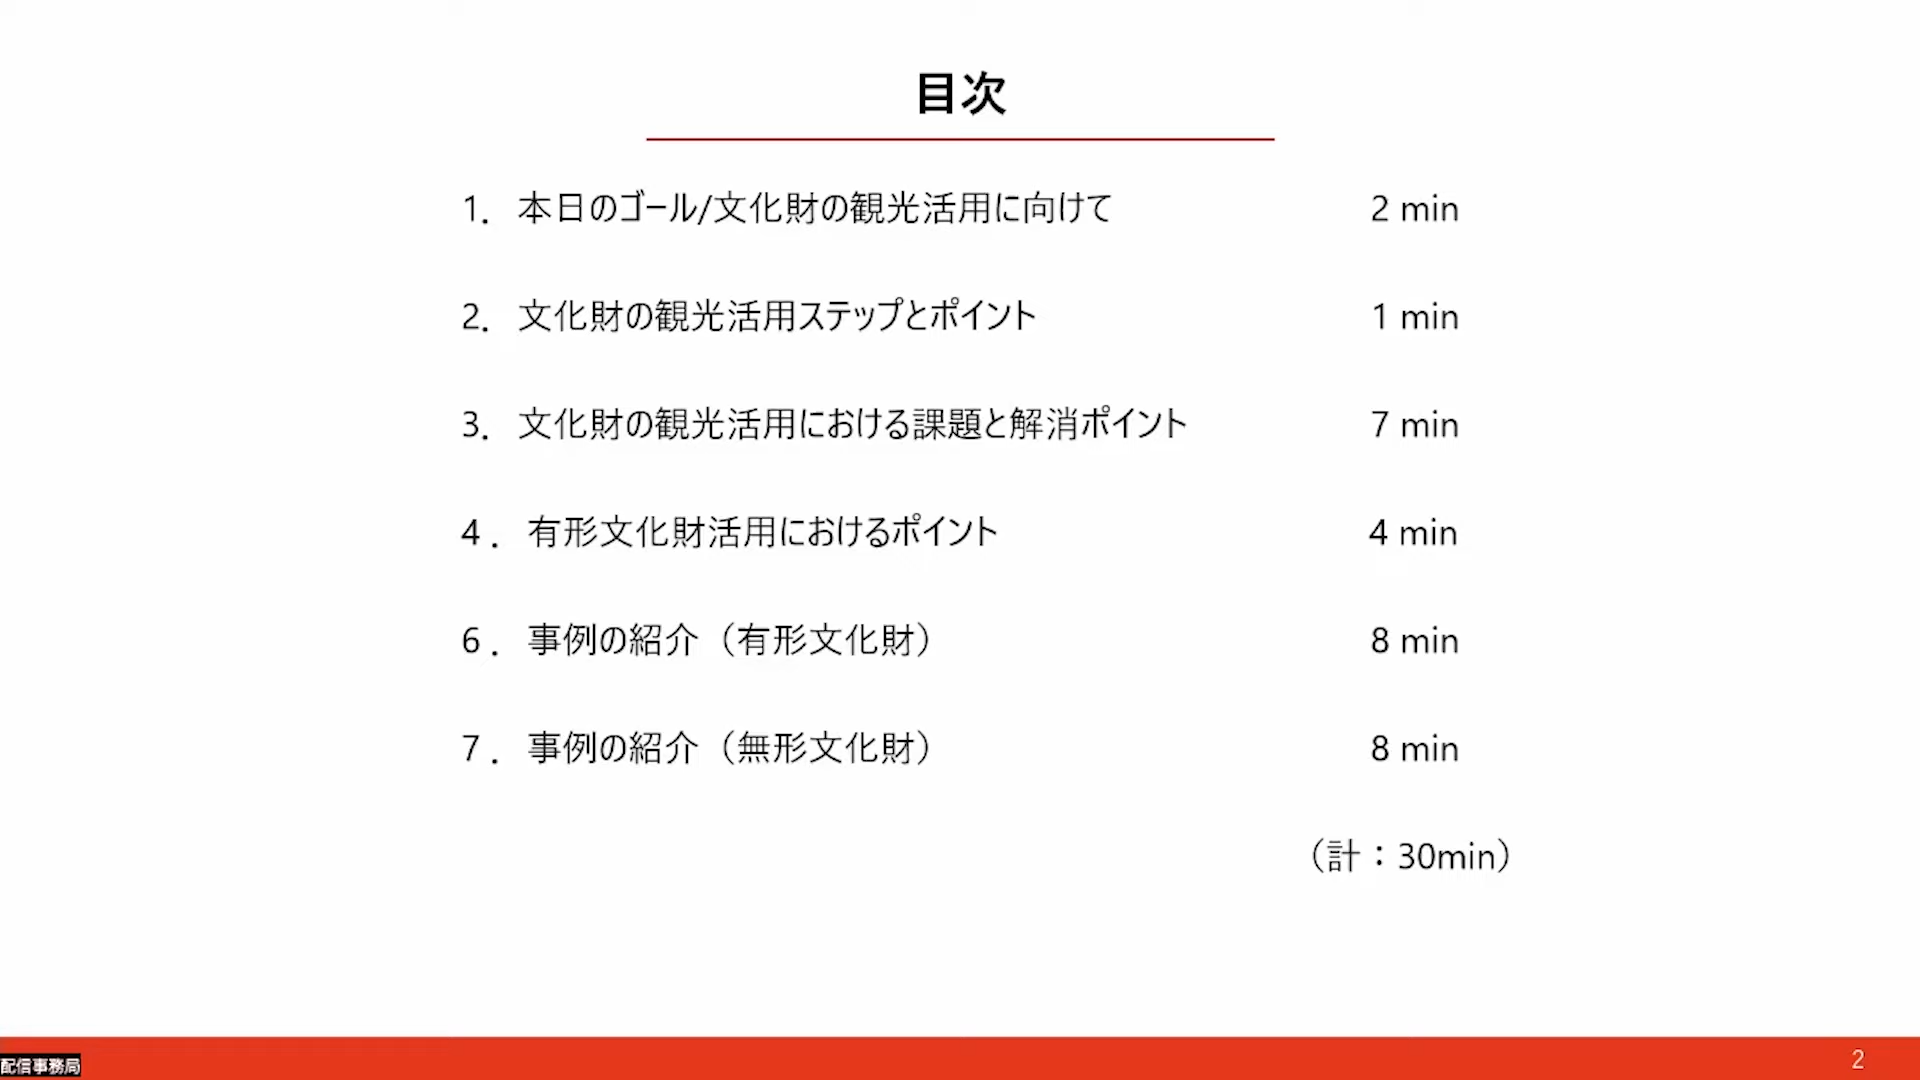 目次
1. 本日のゴール/文化財の観光活用に向けて 2 min
2. 文化財の観光活用ステップとポイント 1 min
3. 文化財の観光活用における課題と解消ポイント 7 min
4． 有形文化財活用におけるポイント 4 min
6． 事例の紹介（有形文化財） 8 min
7． 事例の紹介（無形文化財） 8 min
（計：30min）
配信事務局
2